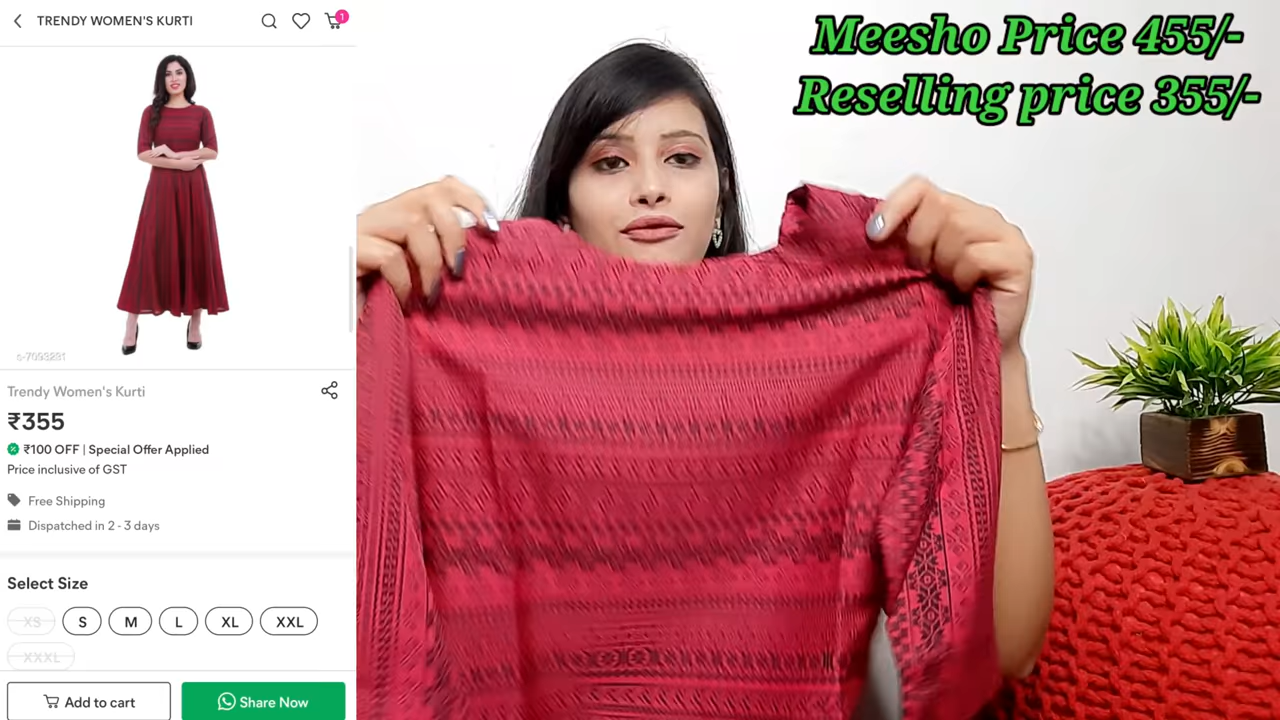 TRENDY WOMEN'S KURTI
1
Meesho Price 455/-
Reselling price 355/-
Trendy Women's Kurti
₹355
₹100 OFF | Special Offer Applied
Price inclusive of GST
Free Shipping
Dispatched in 2 - 3 days
Select Size
XS S M L XL XXL
XXXL
Add to cart
Share Now